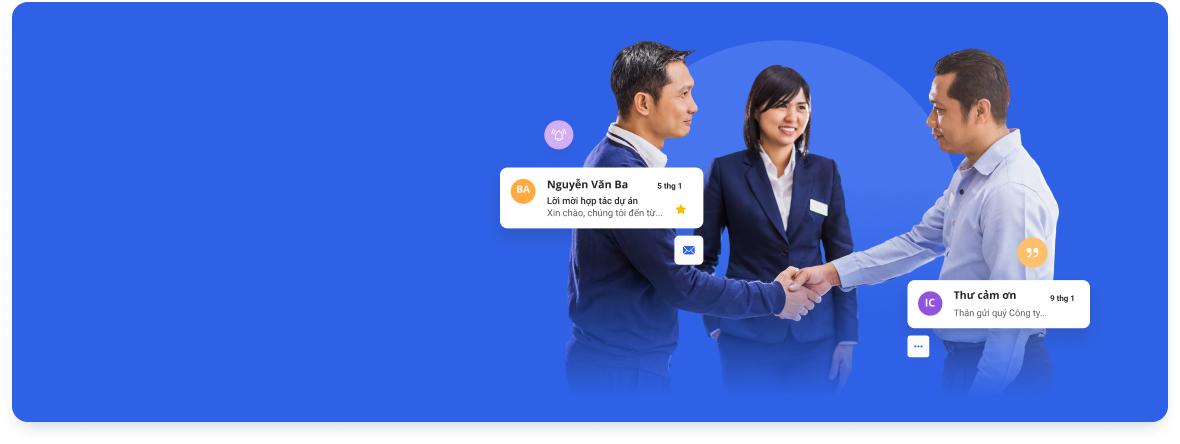 BA
Nguyễn Văn Ba
5 thg 1
Lời mời hợp tác dự án
Xin chào, chúng tôi đến từ...
IC
Thư cảm ơn
9 thg 1
Thân gửi quý Công ty...